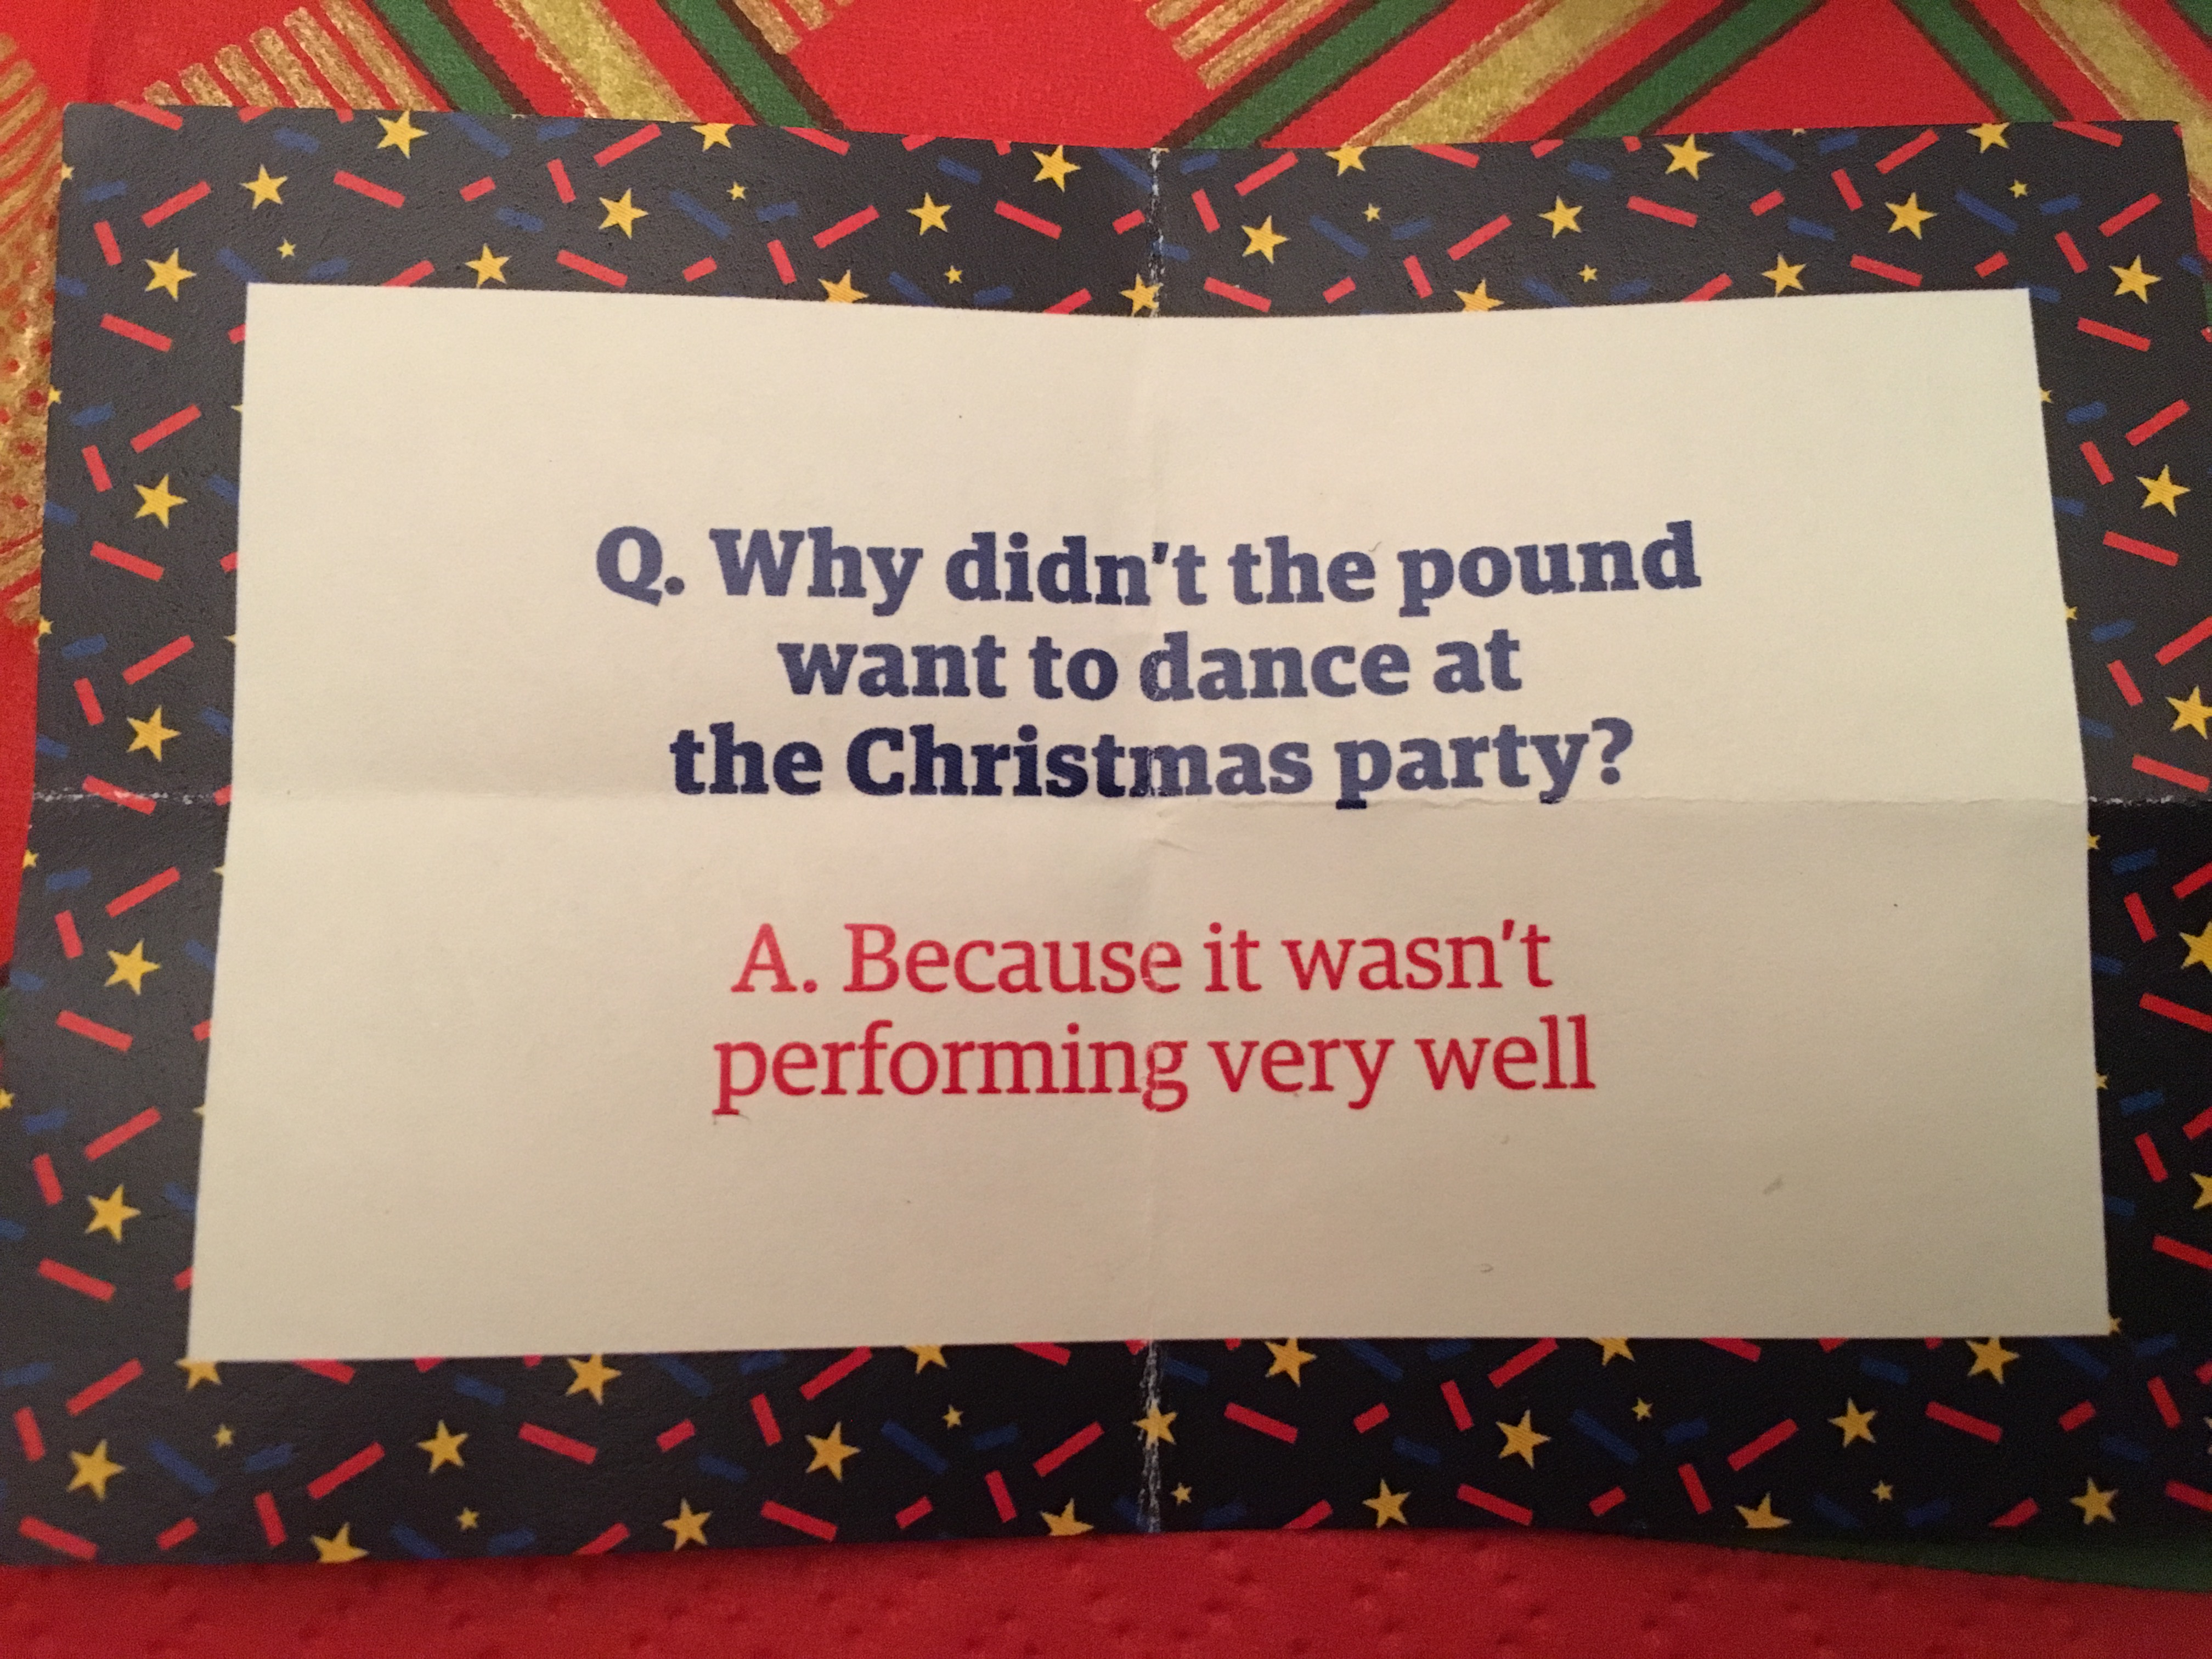 Q. Why didn't the pound
want to dance at
the Christmas party?
A. Because it wasn't
performing very well